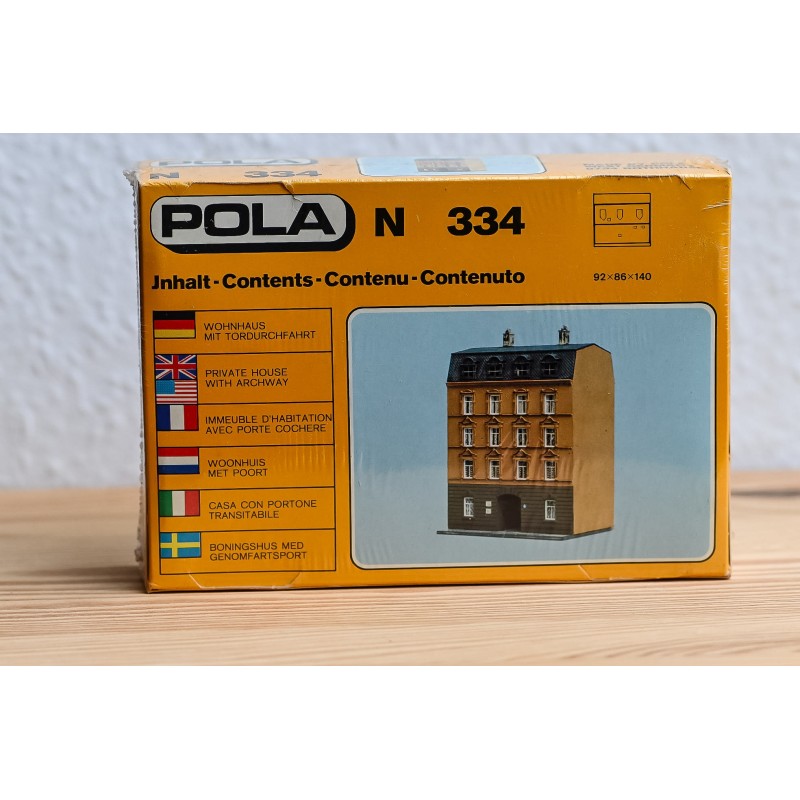 POLA
N 334
POLA N 334
Jnhalt - Contents - Contenu - Contenuto
92×86×140
WOHNHAUS
MIT TORDURCHFAHRT
PRIVATE HOUSE
WITH ARCHWAY
IMMEUBLE D'HABITATION
AVEC PORTE COCHERE
WOONHUIS
MET POORT
CASA CON PORTONE
TRANSITABILE
BONINGSHUS MED
GENOMFARTSPORT